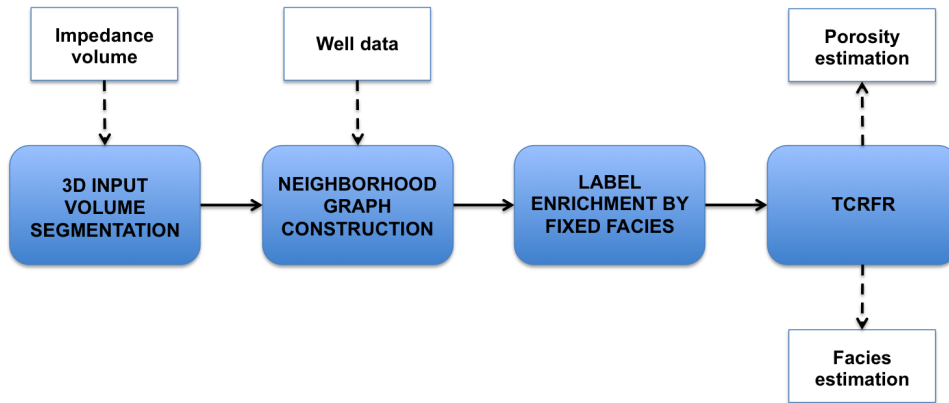 Impedance
volume
Well data
Porosity
estimation
3D INPUT
VOLUME
SEGMENTATION
NEIGHBORHOOD
GRAPH
CONSTRUCTION
LABEL
ENRICHMENT BY
FIXED FACIES
TCRFR
Facies
estimation